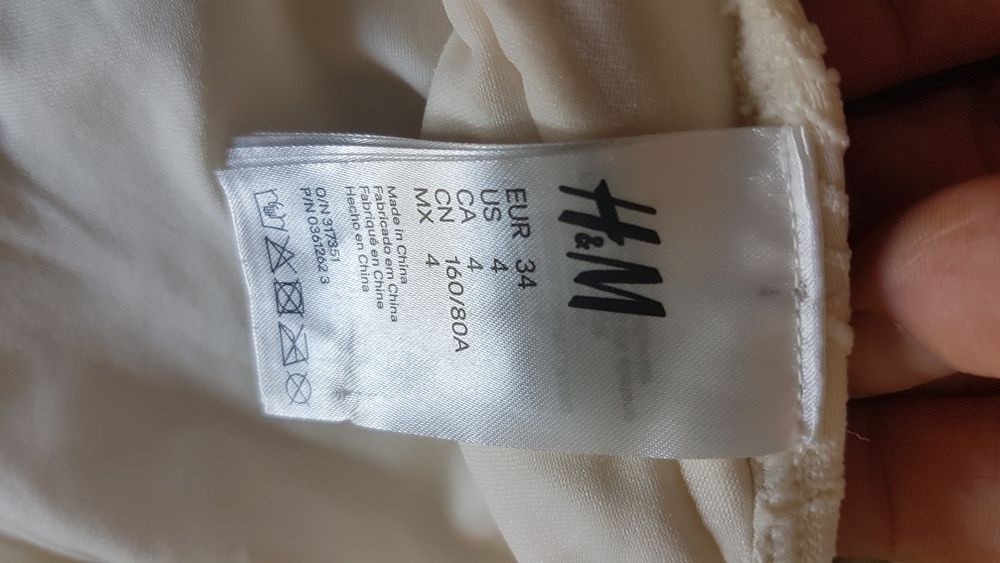 H&M
EUR 34
US 4
CA 4
CN 160/80A
MX 4
Made in China
Fabricado em China
Fabriqué en China
Hecho en China
O/N 317351
P/N 0361262 3